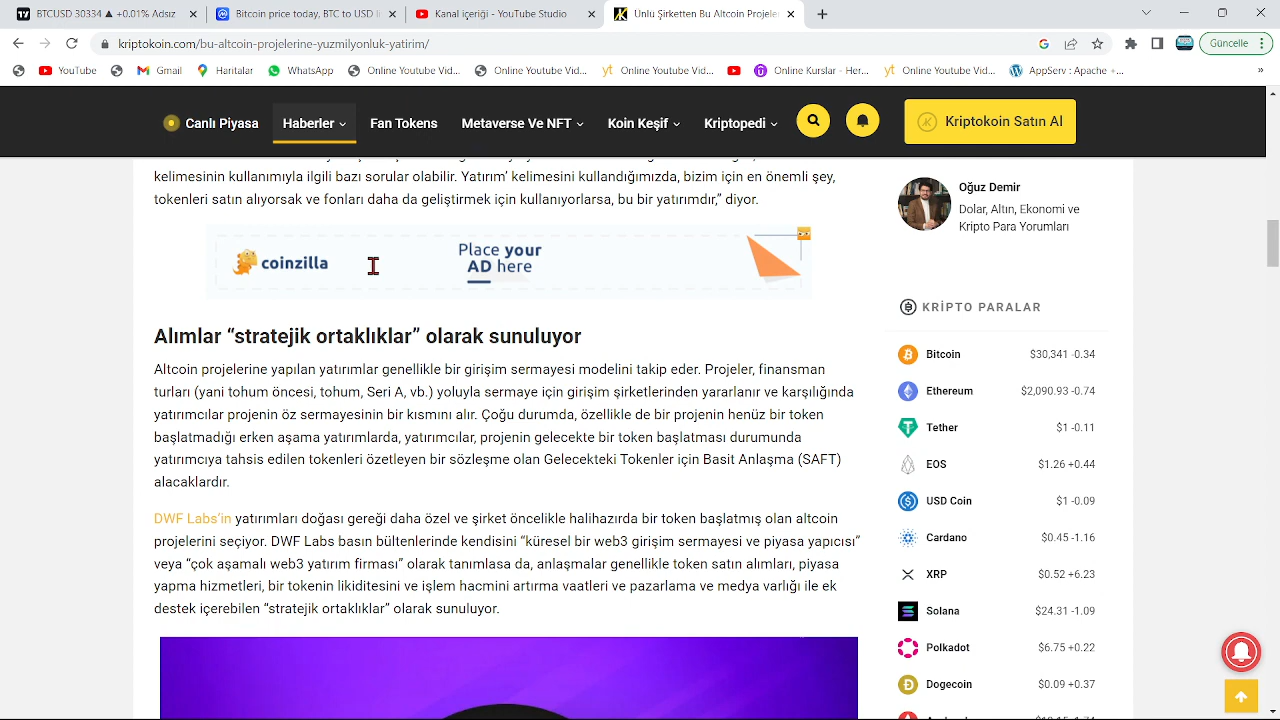 BTCUSD 30334 ▲ +0.01% Adsız
Bitcoin price today, BTC to USD li
Kanal içeriği - YouTube Studio
Ünlü Şirketten Bu Altcoin Projele
kriptokoin.com/bu-altcoin-projelerine-yuzmilyonluk-yatirim/
Güncelle
YouTube
Gmail
Haritalar
WhatsApp
Online Youtube Vid...
Online Youtube Vid...
Online Youtube Vid...
Online Kurslar - Her...
Online Youtube Vid...
AppServ : Apache +...
»
Canlı Piyasa
Haberler
Fan Tokens
Metaverse Ve NFT
Koin Keşif
Kriptopedi
Kriptokoin Satın Al
kelimesinin kullanımıyla ilgili bazı sorular olabilir. Yatırım’ kelimesini kullandığımızda, bizim için en önemli şey,
tokenleri satın alıyorsak ve fonları daha da geliştirmek için kulanıyorlarsa, bu bir yatırımdır,” diyor.
coinzilla
Place your
AD here
Alımlar “stratejik ortaklıklar” olarak sunuluyor
Altcoin projelerine yapılan yatırımlar genellikle bir girişim sermayesi modelini takip eder. Projeler, finansman
turları (yani tohum öncesi, tohum, Seri A, vb.) yoluyla sermaye için girişim şirketlerinden yararlanır ve karşılığında
yatırımcılar projenin öz sermayesinin bir kısmını alır. Çoğu durumda, özellikle de bir projenin henüz bir token
başlatmadığı erken aşama yatırımlarda, yatırımcılar, projenin gelecekte bir token başlatması durumunda
yatırımcıya tahsis edilen tokenleri özetleyen bir sözleşme olan Gelecekteki Tokenler için Basit Anlaşma (SAFT)
alacaklardır.
DWF Labs’in yatırımları doğası gereği daha özel ve şirket öncelikle halihazırda bir token başlatmış olan altcoin
projelerini seçiyor. DWF Labs basın bültenlerinde kendisini “küresel bir web3 girişim sermayesi ve piyasa yapıcısı”
veya “çok aşamalı web3 yatırım firması” olarak tanımlasa da, anlaşmalar genellikle token satın alımları, piyasa
yapma hizmetleri, bir tokenin likiditesini ve işlem hacmini artırma vaatleri ve pazarlama ve medya varlığı ile ek
destek içerebilen “stratejik ortaklıklar” olarak sunuluyor.
Oğuz Demir
Dolar, Altın, Ekonomi ve
Kripto Para Yorumları
KRİPTO PARALAR
Bitcoin $30,341 -0.34
Ethereum $2,090.93 -0.74
Tether $1 -0.11
EOS $1.26 +0.44
USD Coin $1 -0.09
Cardano $0.45 -1.16
XRP $0.52 +6.23
Solana $24.31 -1.09
Polkadot $6.75 +0.22
Dogecoin $0.09 +0.37